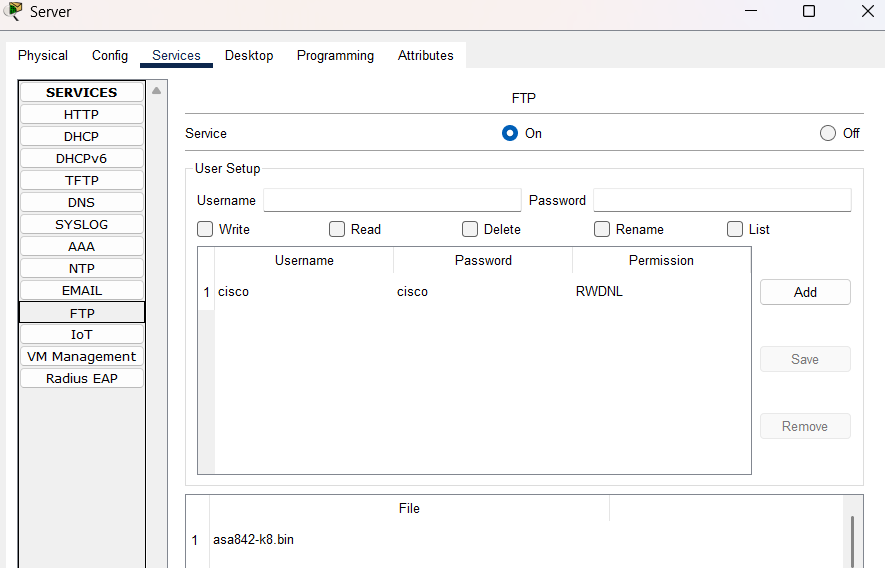 Server
Physical Config Services Desktop Programming Attributes
SERVICES
HTTP
DHCP
DHCPv6
TFTP
DNS
SYSLOG
AAA
NTP
EMAIL
FTP
IoT
VM Management
Radius EAP
FTP
Service On Off
User Setup
Username Password
Write Read Delete Rename List
Username Password Permission
1 cisco cisco RWDNL
Add
Save
Remove
File
1 asa842-k8.bin